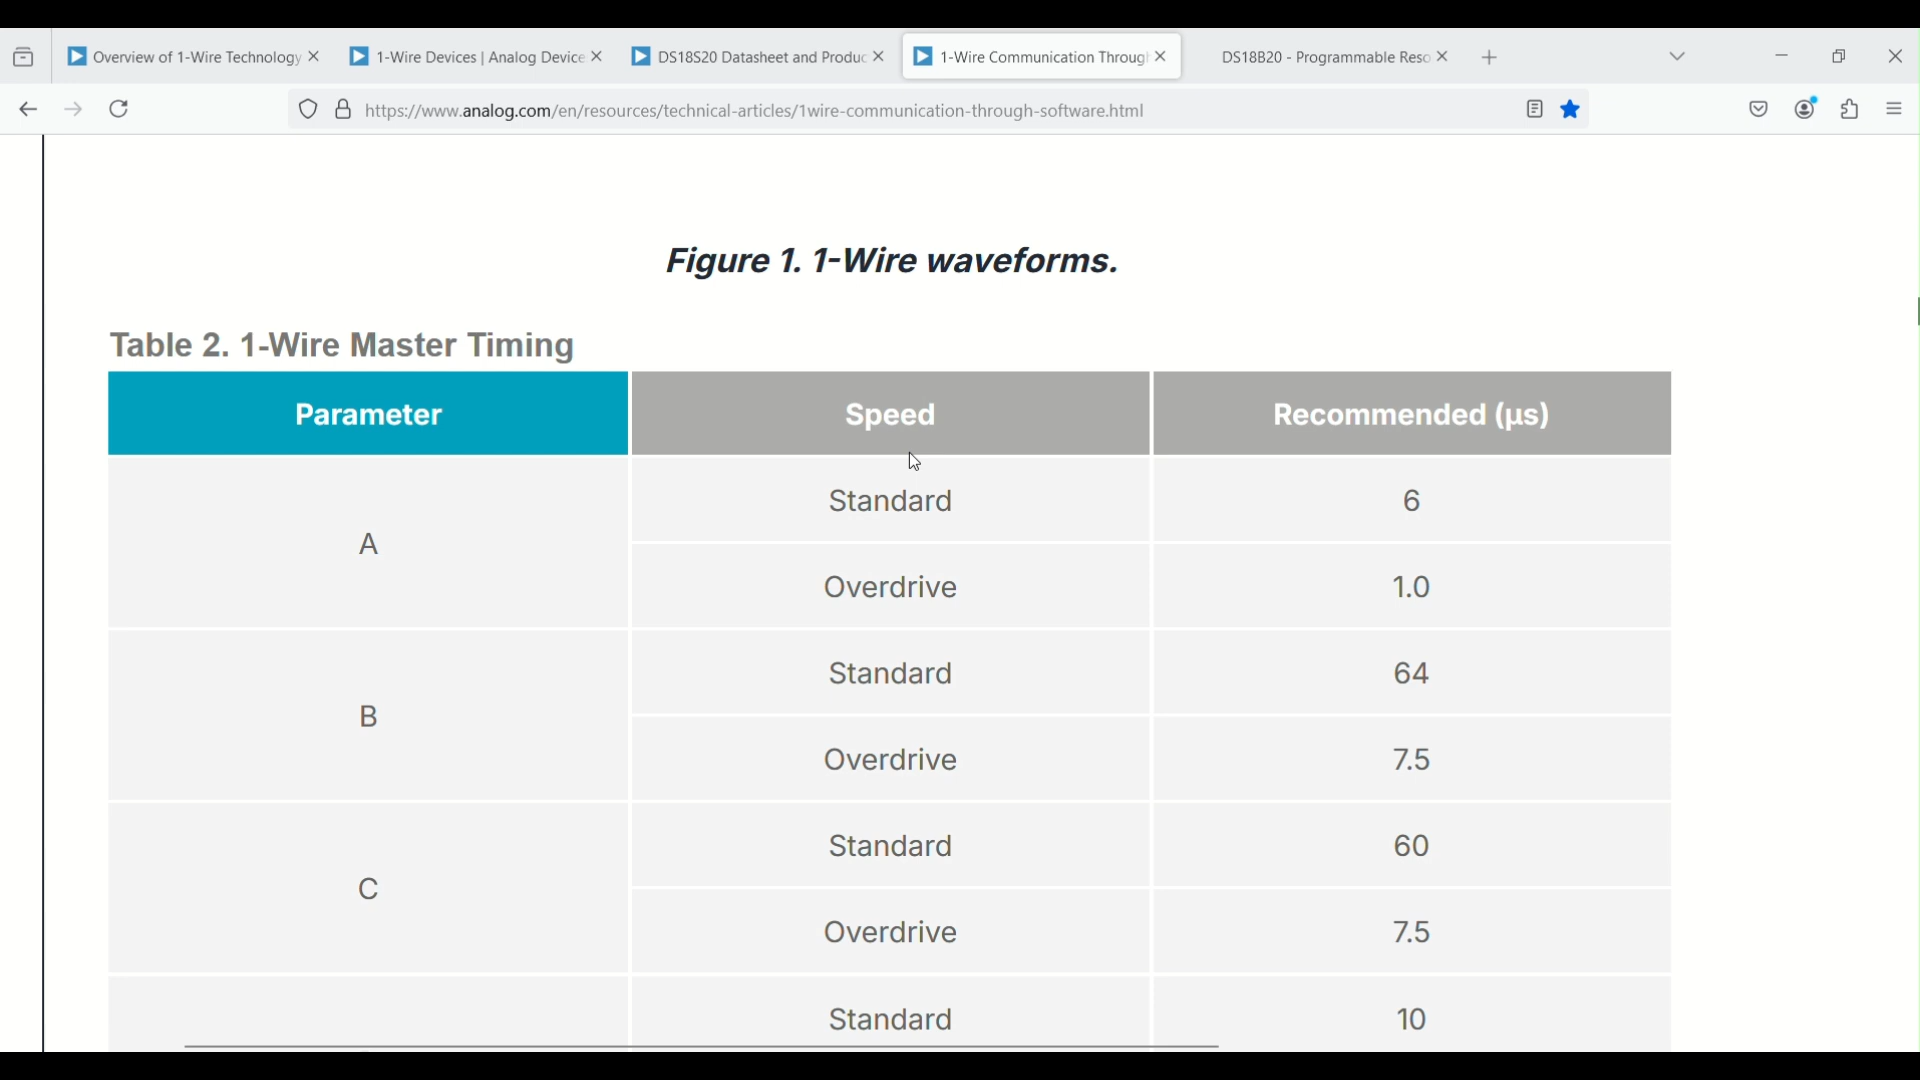 Overview of 1-Wire Technology
1-Wire Devices | Analog Device
DS18S20 Datasheet and Produc
1-Wire Communication Throug
DS18B20 - Programmable Reso
https://www.analog.com/en/resources/technical-articles/1wire-communication-through-software.html
Figure 1. 1-Wire waveforms.
Table 2. 1-Wire Master Timing
Parameter Speed Recommended (μs)
A Standard 6
Overdrive 1.0
B Standard 64
Overdrive 7.5
C Standard 60
Overdrive 7.5
Standard 10